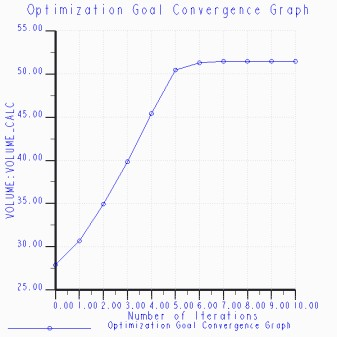 Optimization Goal Convergence Graph
55.00
50.00
45.00
40.00
35.00
30.00
25.00
VOLUME:VOLUME_CALC
0.00 1.00 2.00 3.00 4.00 5.00 6.00 7.00 8.00 9.00 10.00
Number of Iterations
Optimization Goal Convergence Graph